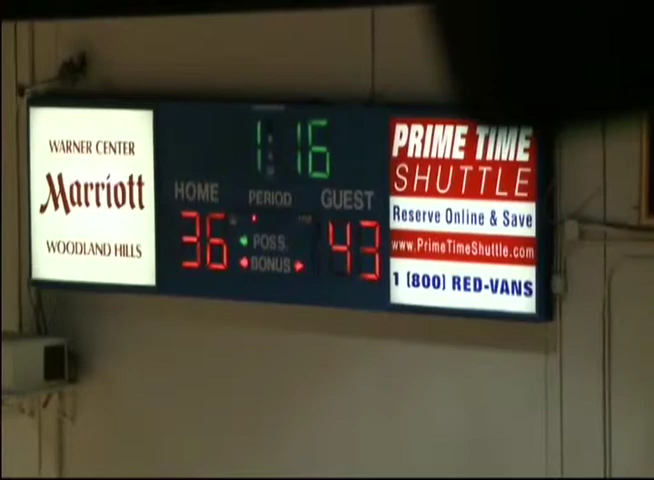 WARNER CENTER
Marriott
WOODLAND HILLS
1:16
HOME PERIOD GUEST
36 POSS. 43
BONUS
PRIME TIME
SHUTTLE
Reserve Online & Save
www.PrimeTimeShuttle.com
1 (800) RED-VANS